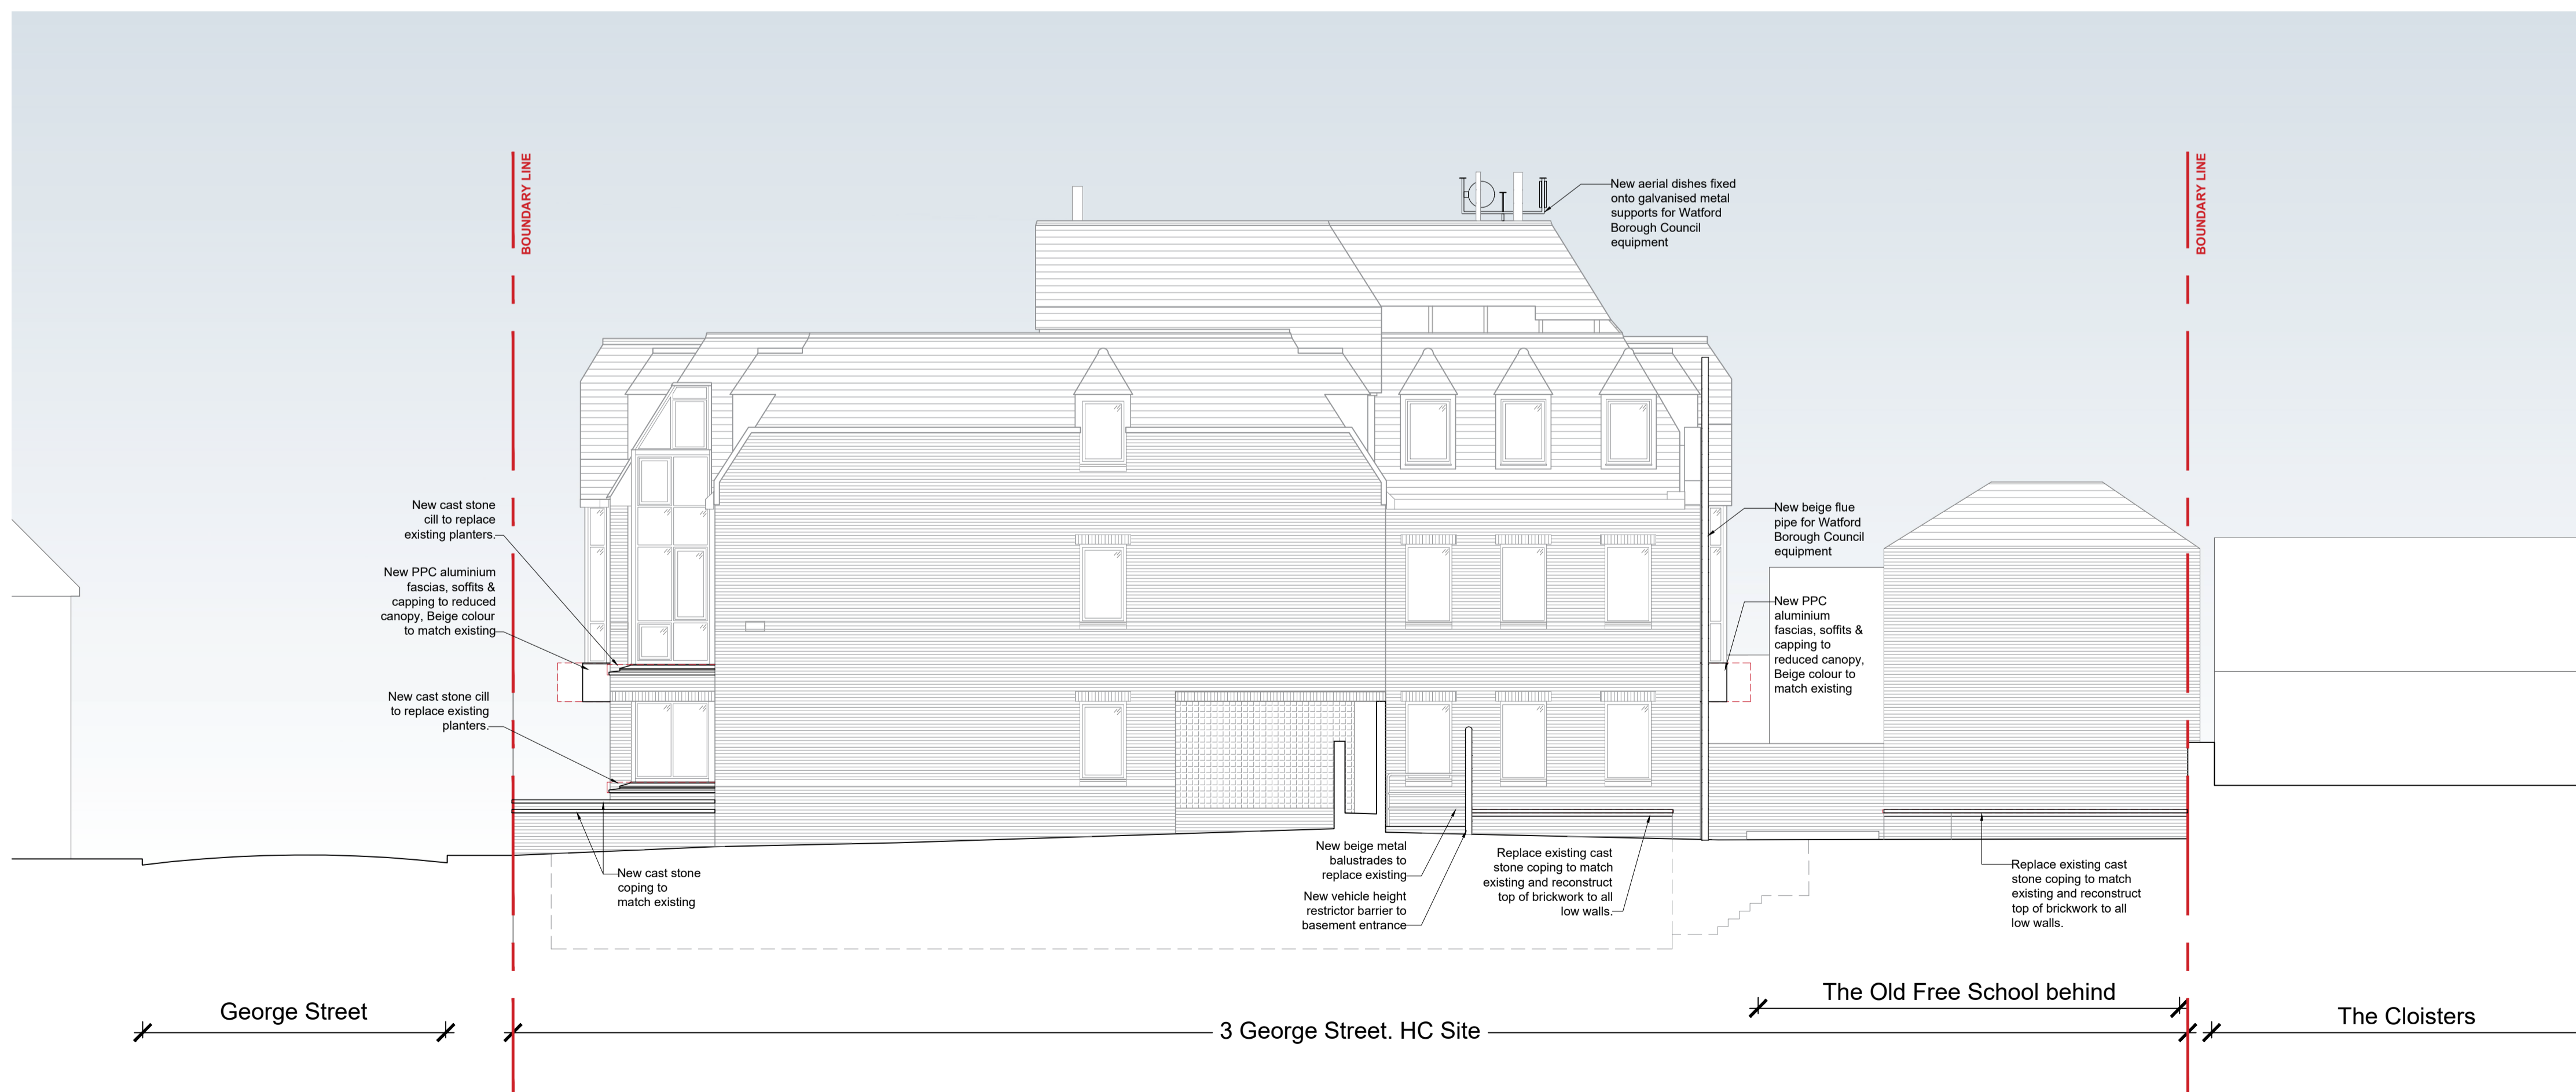 BOUNDARY LINE
BOUNDARY LINE
New aerial dishes fixed
onto galvanised metal
supports for Watford
Borough Council
equipment
New cast stone
cill to replace
existing planters.
New PPC aluminium
fascias, soffits &
capping to reduced
canopy, Beige colour
to match existing
New cast stone cill
to replace existing
planters.
New beige flue
pipe for Watford
Borough Council
equipment
New PPC
aluminium
fascias, soffits &
capping to
reduced canopy,
Beige colour to
match existing
New cast stone
coping to
match existing
New beige metal
balustrades to
replace existing
New vehicle height
restrictor barrier to
basement entrance
Replace existing cast
stone coping to match
existing and reconstruct
top of brickwork to all
low walls.
Replace existing cast
stone coping to match
existing and reconstruct
top of brickwork to all
low walls.
George Street
3 George Street. HC Site
The Old Free School behind
The Cloisters